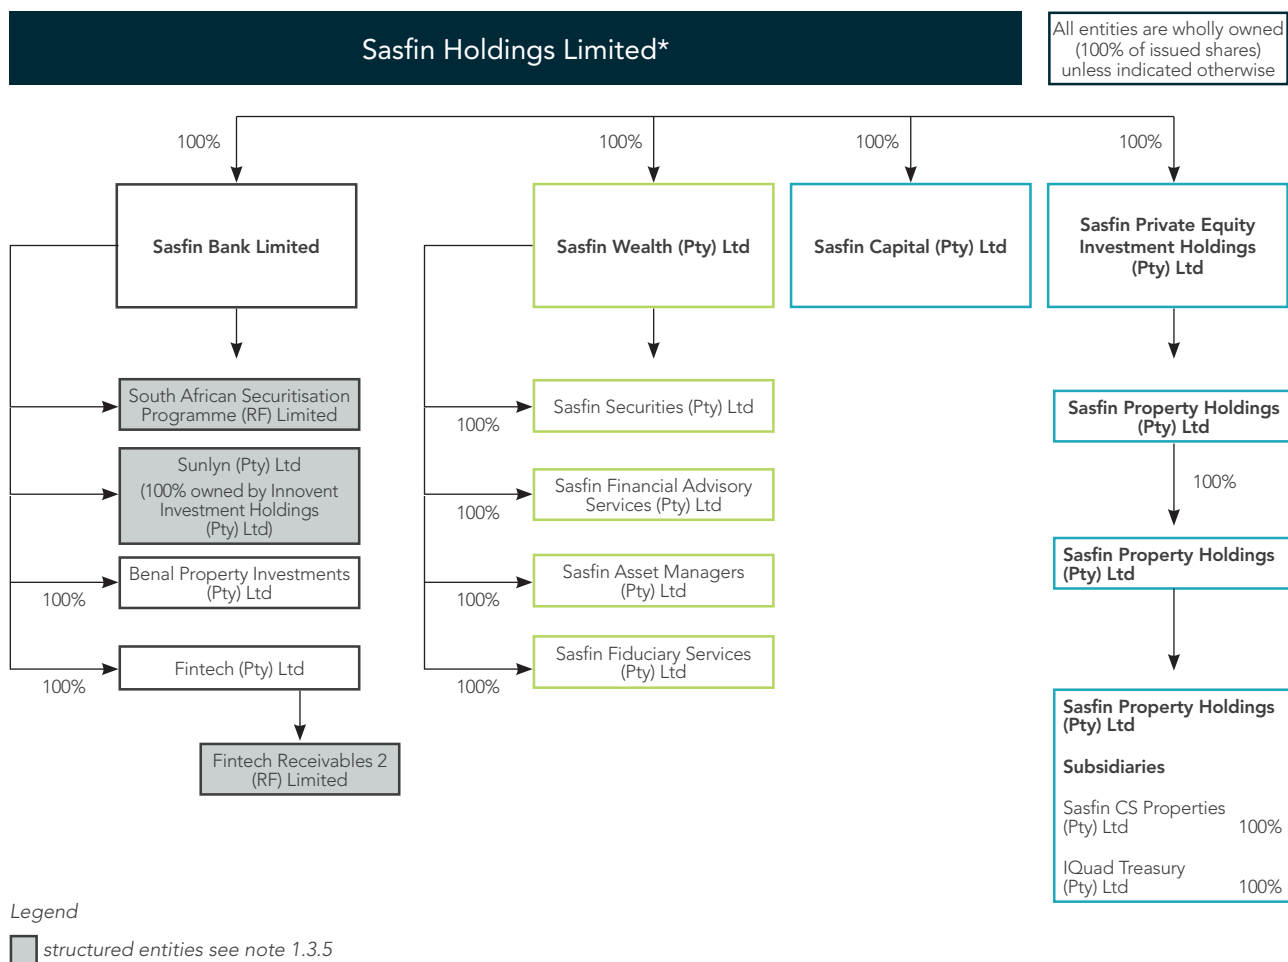 Sasfin Holdings Limited*
All entities are wholly owned
(100% of issued shares)
unless indicated otherwise
100%
100%
100%
100%
Sasfin Bank Limited
Sasfin Wealth (Pty) Ltd
Sasfin Capital (Pty) Ltd
Sasfin Private Equity
Investment Holdings
(Pty) Ltd
South African Securitisation
Programme (RF) Limited
Sunlyn (Pty) Ltd
(100% owned by Innovent
Investment Holdings
(Pty) Ltd)
100%
Benal Property Investments
(Pty) Ltd
100%
Fintech (Pty) Ltd
Fintech Receivables 2
(RF) Limited
100%
Sasfin Securities (Pty) Ltd
100%
Sasfin Financial Advisory
Services (Pty) Ltd
100%
Sasfin Asset Managers
(Pty) Ltd
100%
Sasfin Fiduciary Services
(Pty) Ltd
Sasfin Property Holdings
(Pty) Ltd
100%
Sasfin Property Holdings
(Pty) Ltd
Sasfin Property Holdings
(Pty) Ltd
Subsidiaries
Sasfin CS Properties
(Pty) Ltd 100%
IQuad Treasury
(Pty) Ltd 100%
Legend
structured entities see note 1.3.5